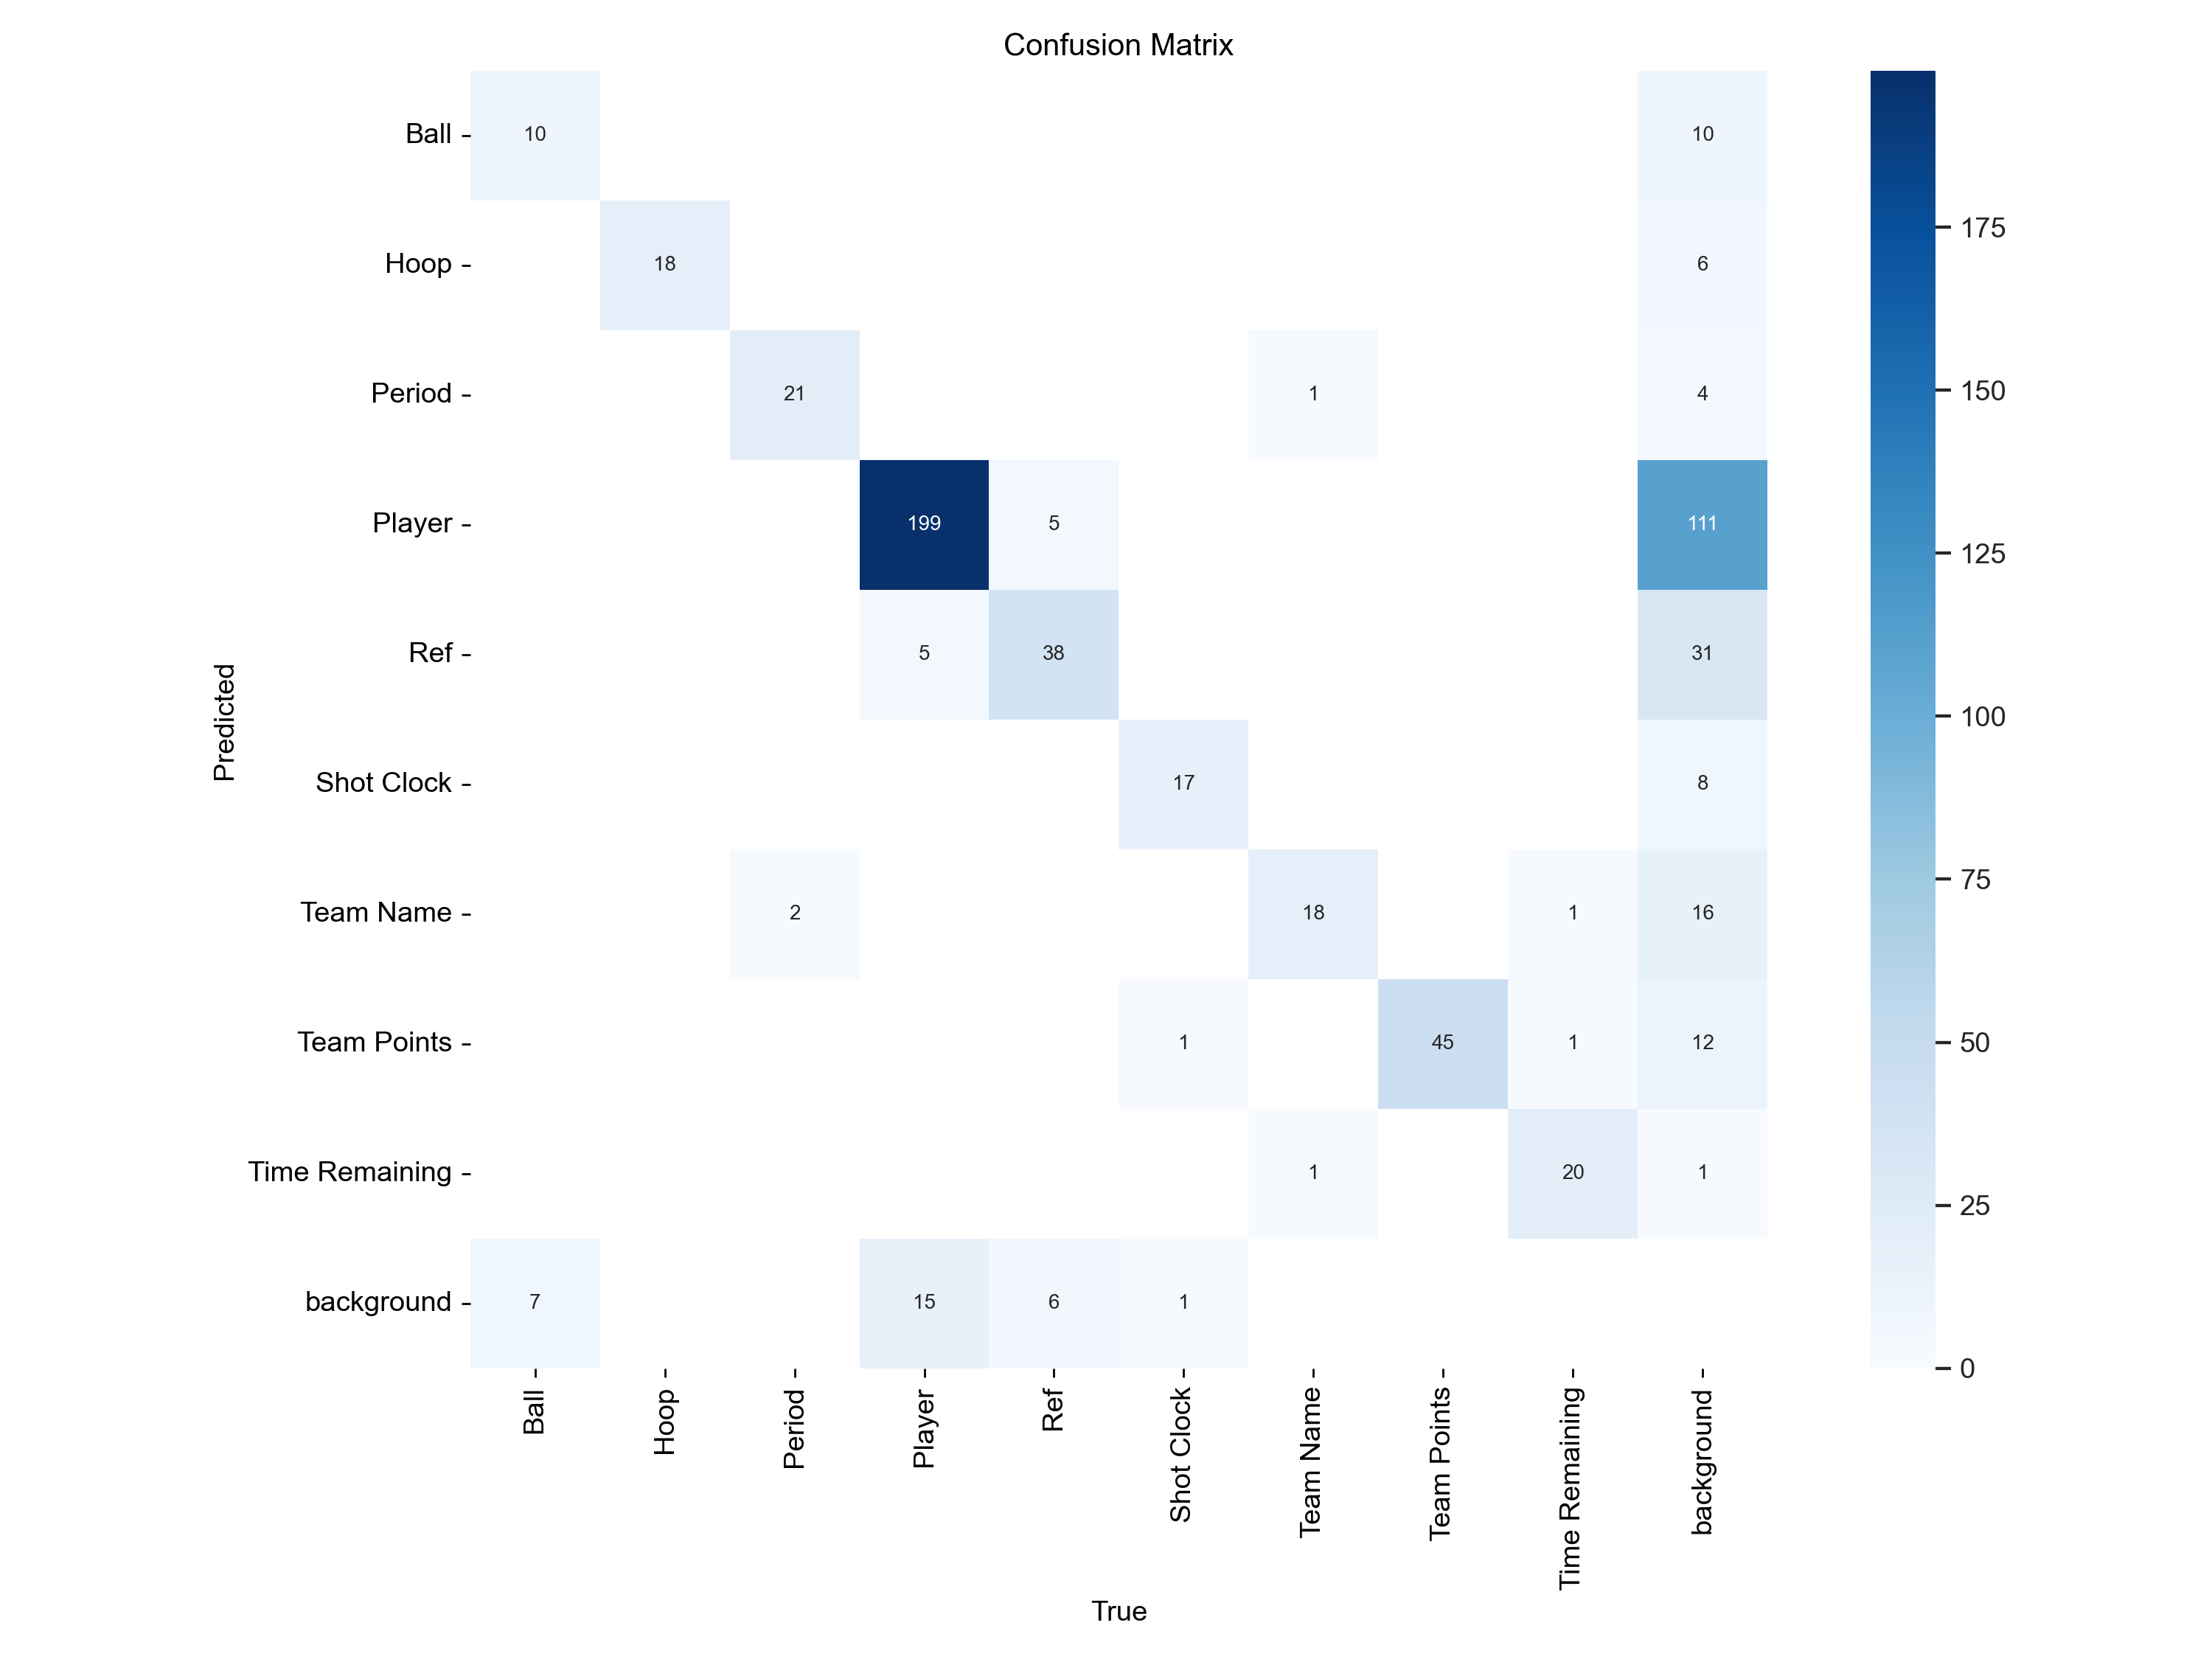 Confusion Matrix
Ball 10 10
Hoop 18 6
Period 21 1 4
Player 199 5 111
Ref 5 38 31
Shot Clock 17 8
Team Name 2 18 1 16
Team Points 1 45 1 12
Time Remaining 1 20 1
background 7 15 6 1
Predicted
Ball Hoop Period Player Ref Shot Clock Team Name Team Points Time Remaining background
True
175
150
125
100
75
50
25
0